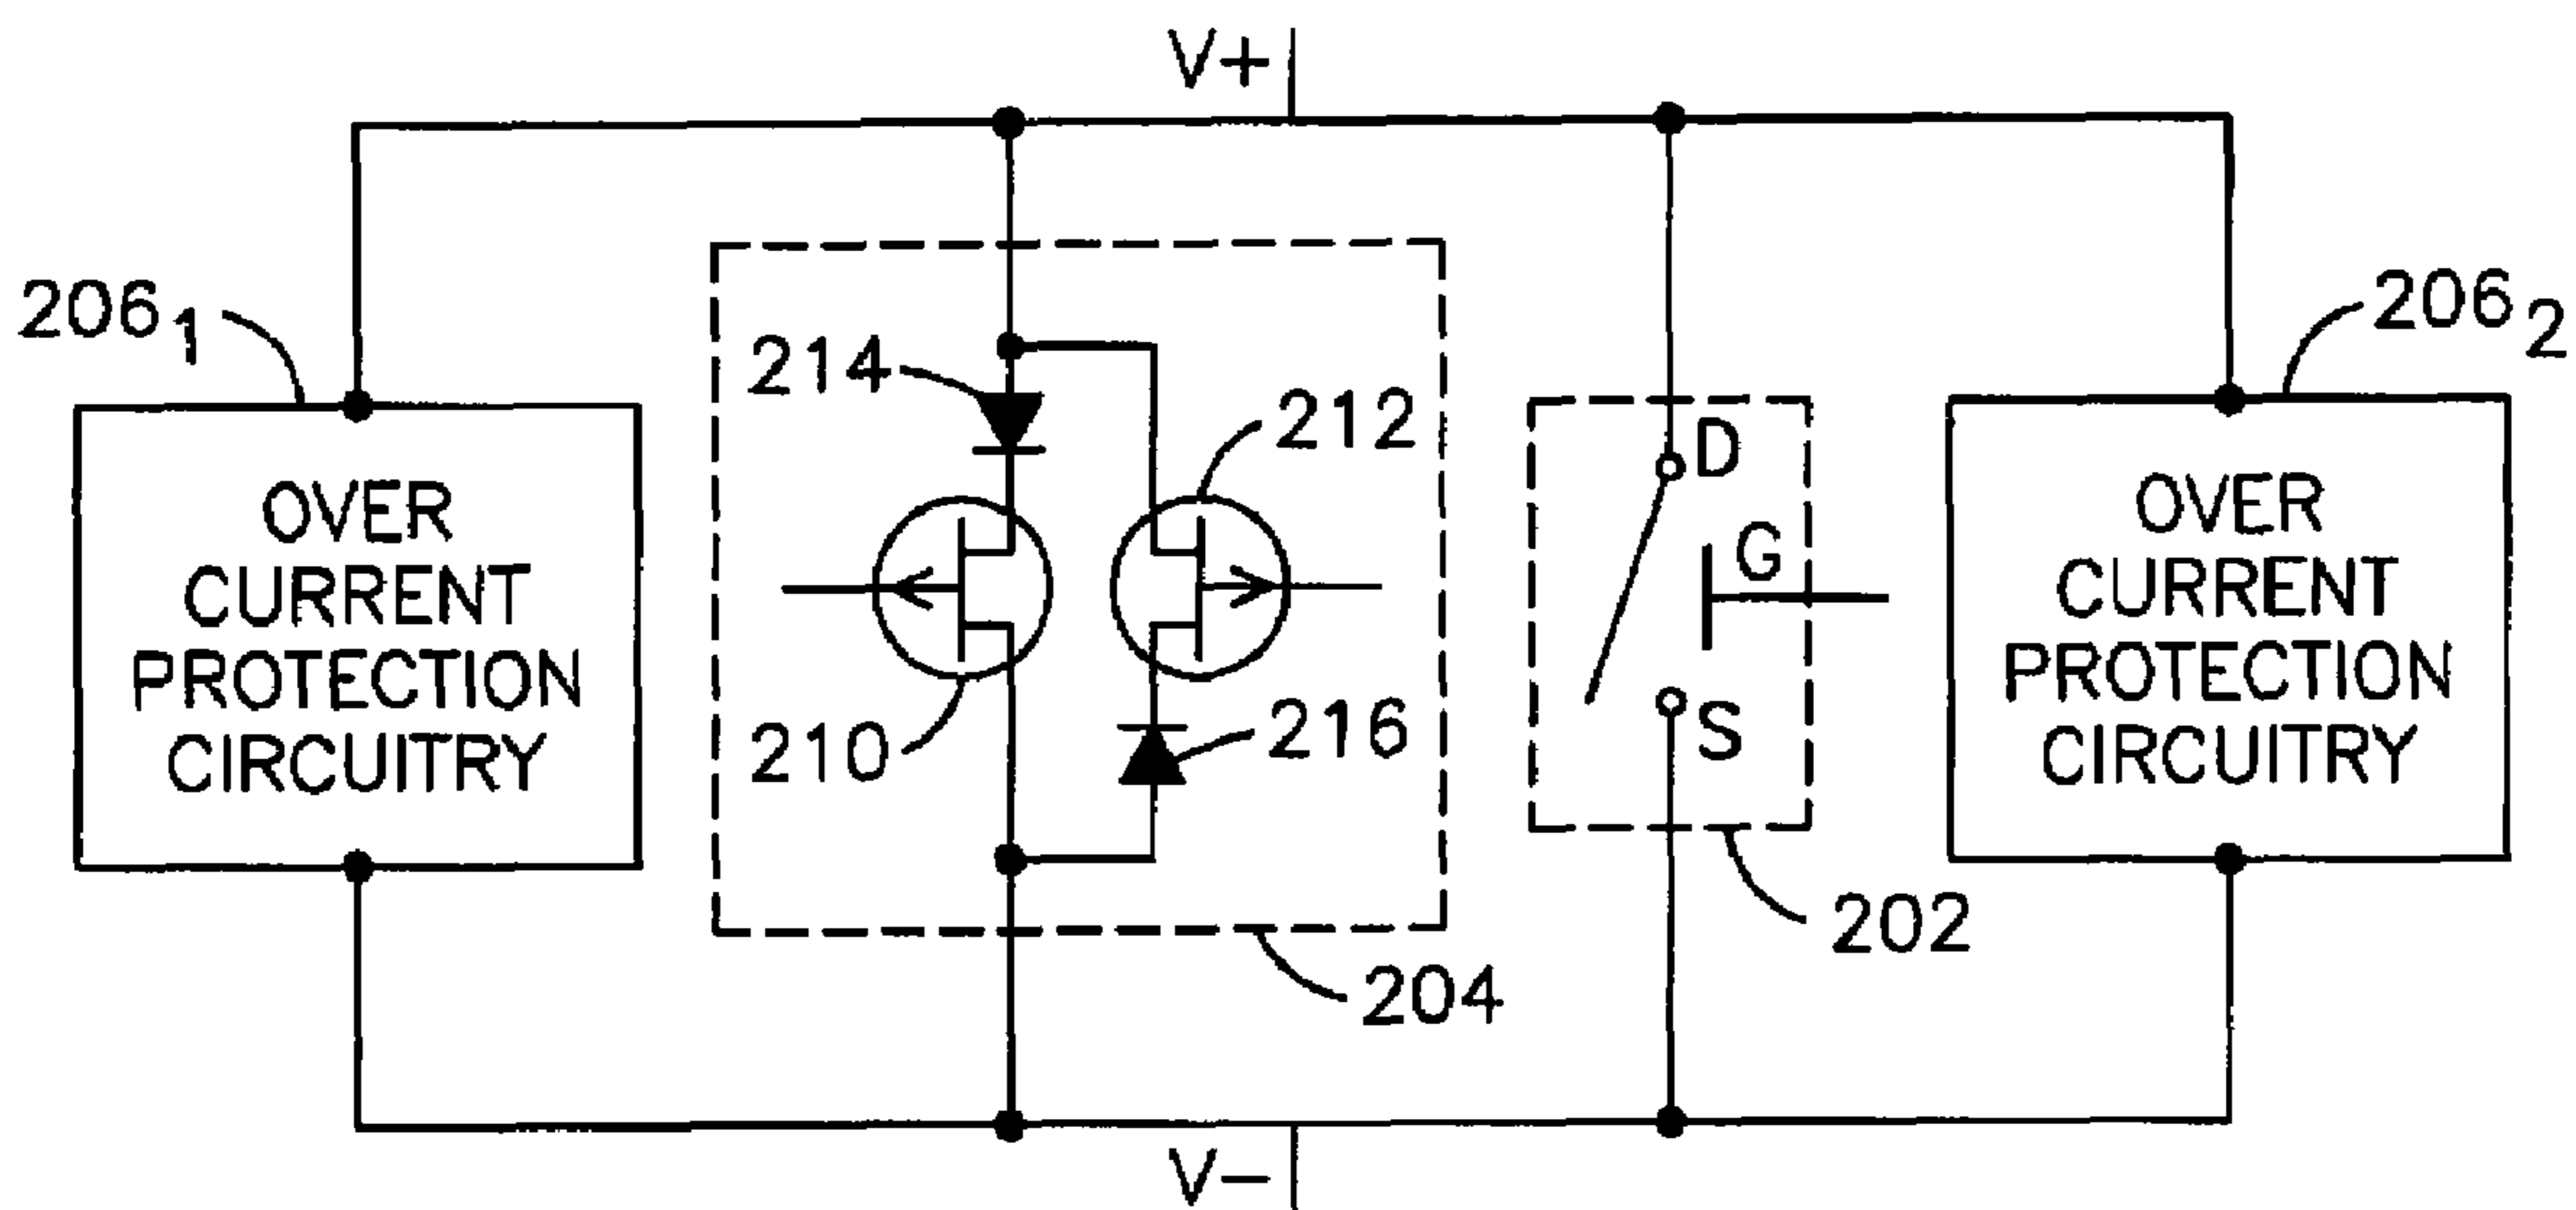 V+
206 1
206 2
214
212
D
G
S
OVER
CURRENT
PROTECTION
CIRCUITRY
OVER
CURRENT
PROTECTION
CIRCUITRY
210
216
202
204
V-